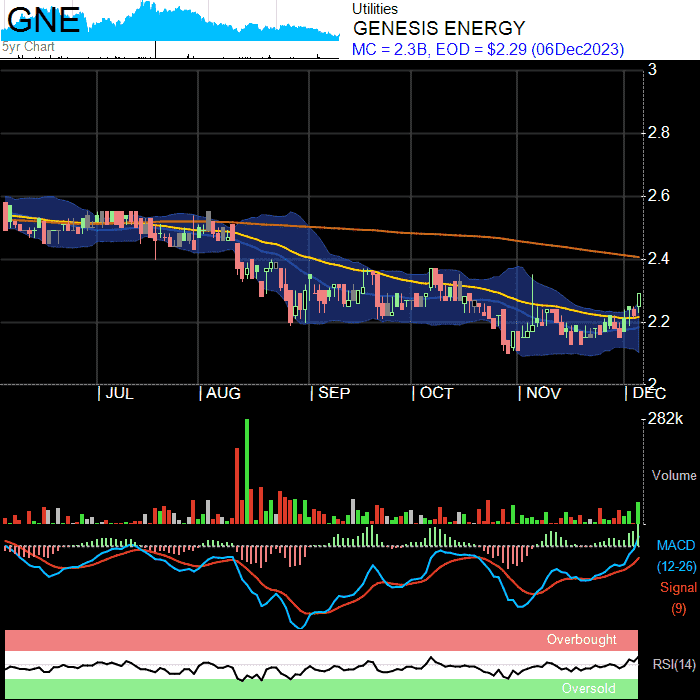 GNE
5yr Chart
Utilities
GENESIS ENERGY
MC = 2.3B, EOD = $2.29 (06Dec2023)
3
2.8
2.6
2.4
2.2
2
| JUL | AUG | SEP | OCT | NOV | DEC
282k
Volume
MACD
(12-26)
Signal
(9)
Overbought
RSI(14)
Oversold